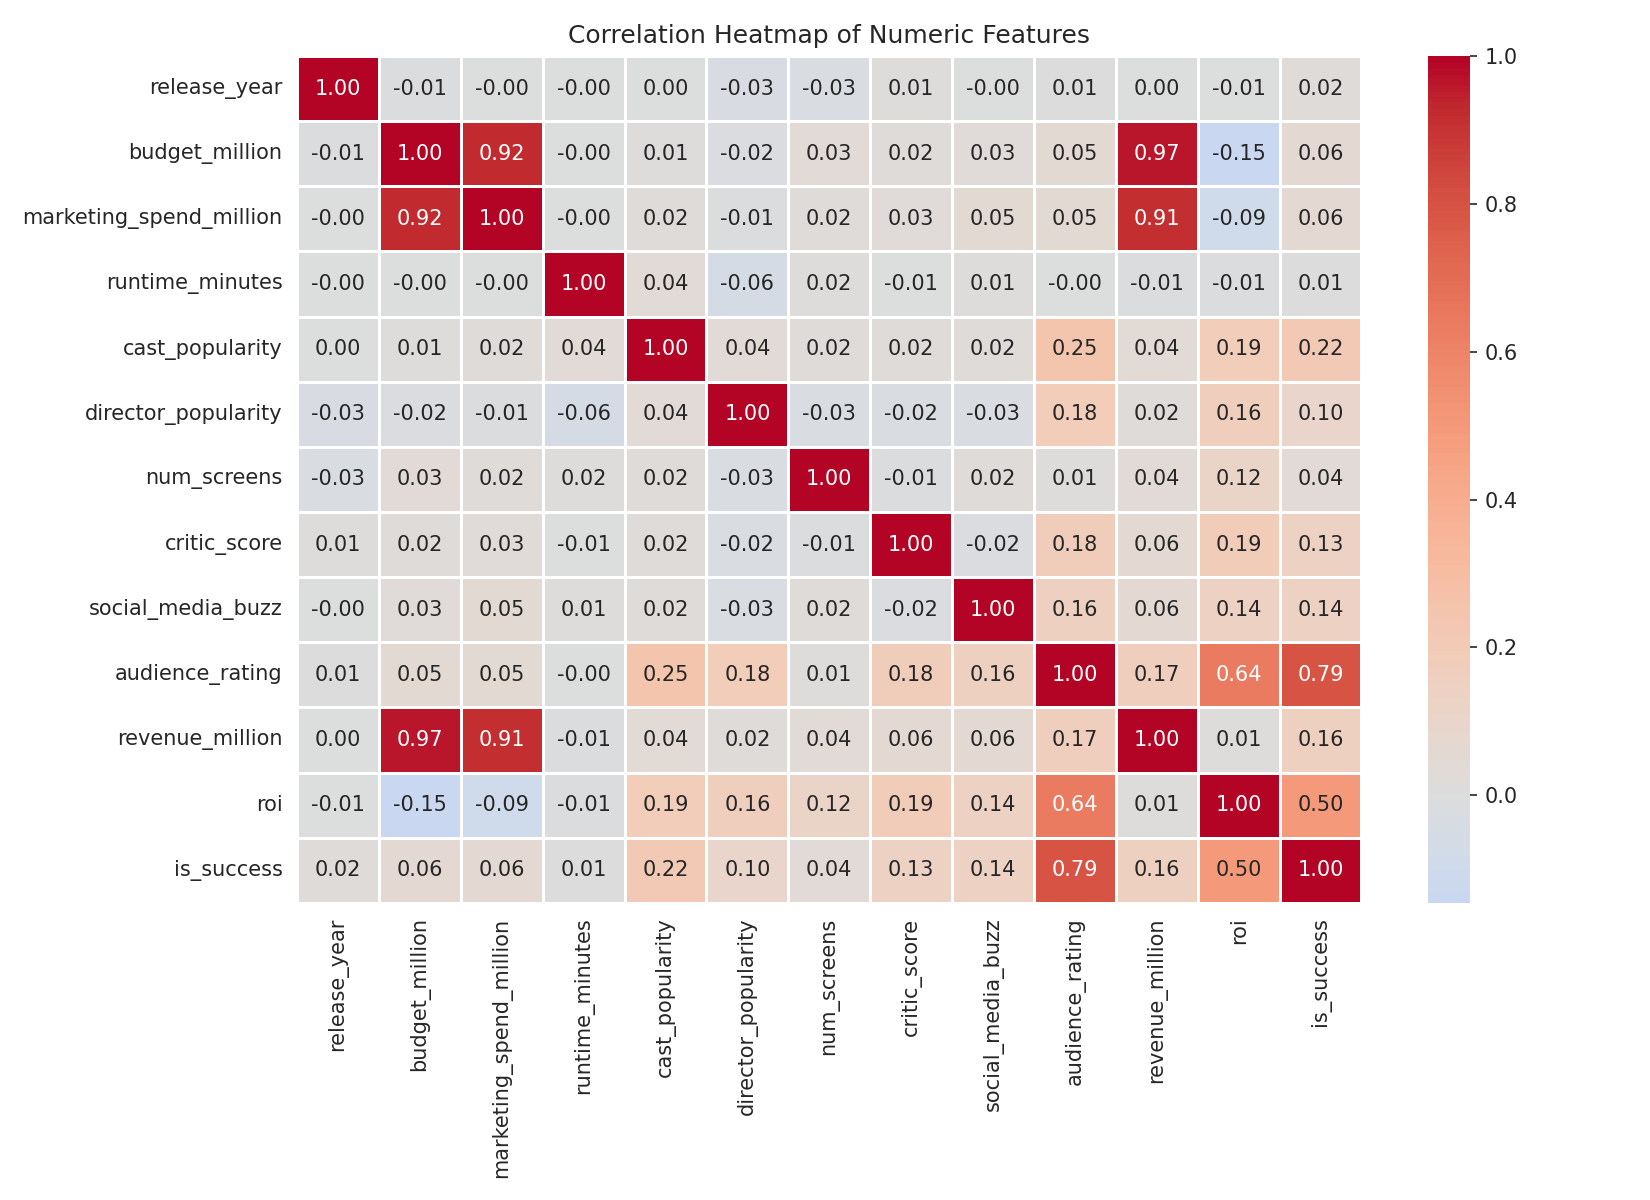 Correlation Heatmap of Numeric Features
release_year 1.00 -0.01 -0.00 -0.00 0.00 -0.03 -0.03 0.01 -0.00 0.01 0.00 -0.01 0.02
budget_million -0.01 1.00 0.92 -0.00 0.01 -0.02 0.03 0.02 0.03 0.05 0.97 -0.15 0.06
marketing_spend_million -0.00 0.92 1.00 -0.00 0.02 -0.01 0.02 0.03 0.05 0.05 0.91 -0.09 0.06
runtime_minutes -0.00 -0.00 -0.00 1.00 0.04 -0.06 0.02 -0.01 0.01 -0.00 -0.01 -0.01 0.01
cast_popularity 0.00 0.01 0.02 0.04 1.00 0.04 0.02 0.02 0.02 0.25 0.04 0.19 0.22
director_popularity -0.03 -0.02 -0.01 -0.06 0.04 1.00 -0.03 -0.02 -0.03 0.18 0.02 0.16 0.10
num_screens -0.03 0.03 0.02 0.02 0.02 -0.03 1.00 -0.01 0.02 0.01 0.04 0.12 0.04
critic_score 0.01 0.02 0.03 -0.01 0.02 -0.02 -0.01 1.00 -0.02 0.18 0.06 0.19 0.13
social_media_buzz -0.00 0.03 0.05 0.01 0.02 -0.03 0.02 -0.02 1.00 0.16 0.06 0.14 0.14
audience_rating 0.01 0.05 0.05 -0.00 0.25 0.18 0.01 0.18 0.16 1.00 0.17 0.64 0.79
revenue_million 0.00 0.97 0.91 -0.01 0.04 0.02 0.04 0.06 0.06 0.17 1.00 0.01 0.16
roi -0.01 -0.15 -0.09 -0.01 0.19 0.16 0.12 0.19 0.14 0.64 0.01 1.00 0.50
is_success 0.02 0.06 0.06 0.01 0.22 0.10 0.04 0.13 0.14 0.79 0.16 0.50 1.00
release_year
budget_million
marketing_spend_million
runtime_minutes
cast_popularity
director_popularity
num_screens
critic_score
social_media_buzz
audience_rating
revenue_million
roi
is_success
1.0
0.8
0.6
0.4
0.2
0.0